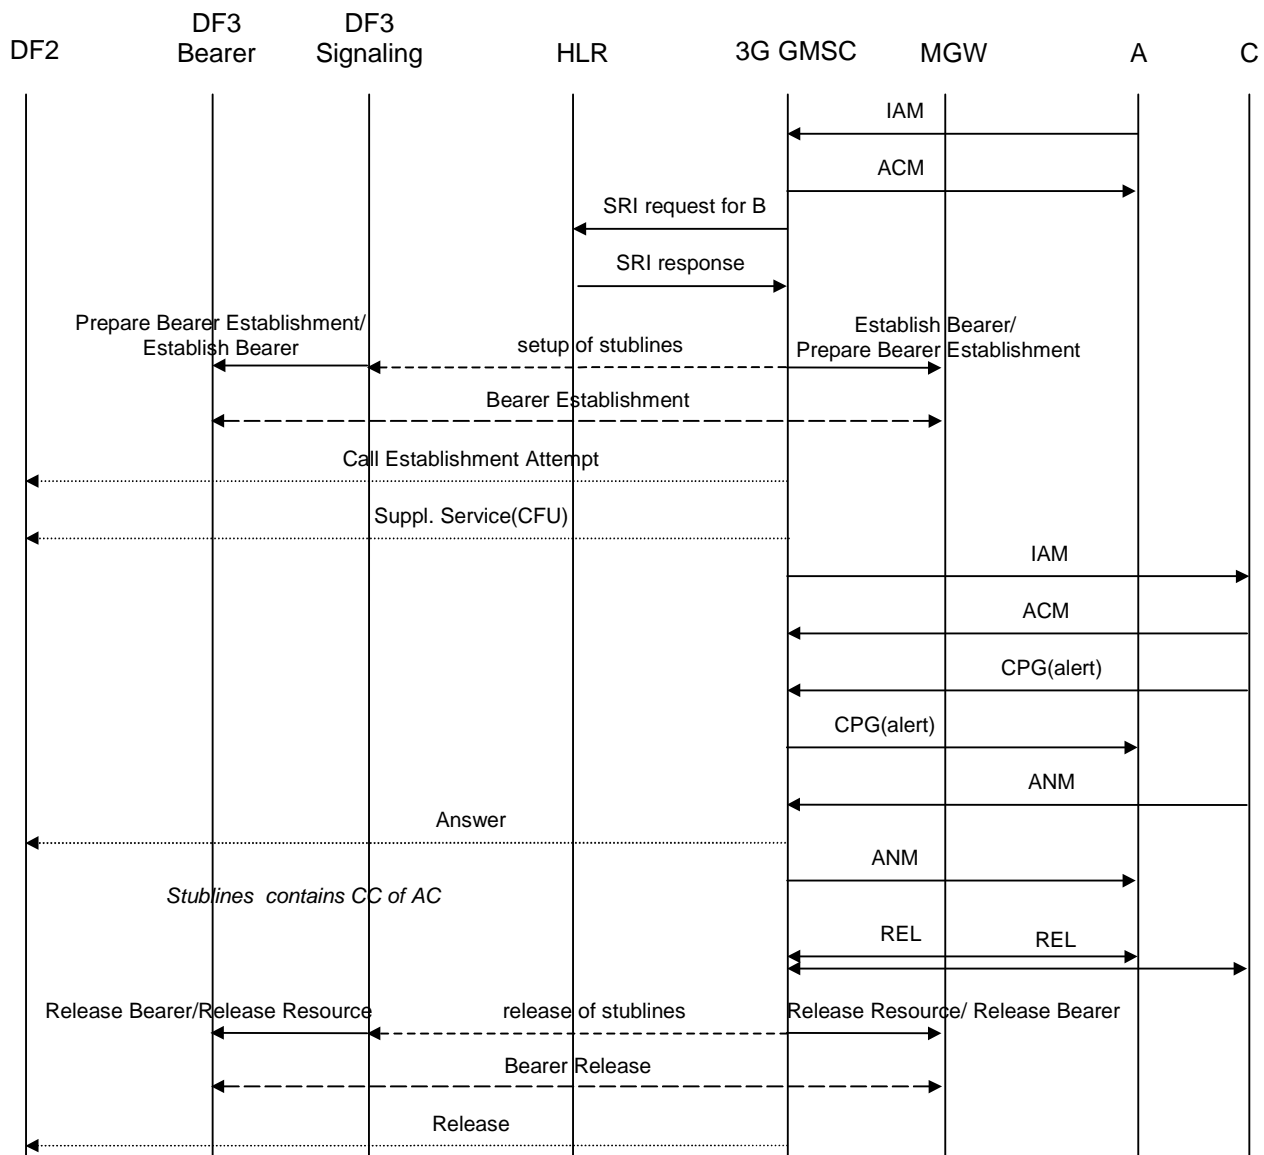 DF2
DF3
Bearer
DF3
Signaling
HLR
3G GMSC
MGW
A
C
IAM
ACM
SRI request for B
SRI response
Prepare Bearer Establishment/
Establish Bearer
setup of stublines
Establish Bearer/
Prepare Bearer Establishment
Bearer Establishment
Call Establishment Attempt
Suppl. Service(CFU)
IAM
ACM
CPG(alert)
CPG(alert)
ANM
Answer
ANM
Stublines contains CC of AC
REL
REL
Release Bearer/Release Resource
release of stublines
Release Resource/ Release Bearer
Bearer Release
Release